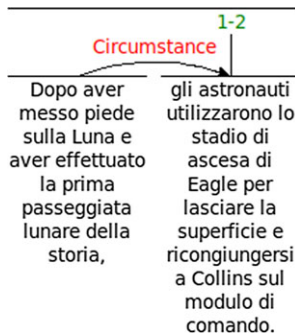 1-2
Circumstance
Dopo aver
messo piede
sulla Luna e
aver effettuato
la prima
passeggiata
lunare della
storia,
gli astronauti
utilizzarono lo
stadio di
ascesa di
Eagle per
lasciare la
superficie e
ricongiungersi
a Collins sul
modulo di
comando.